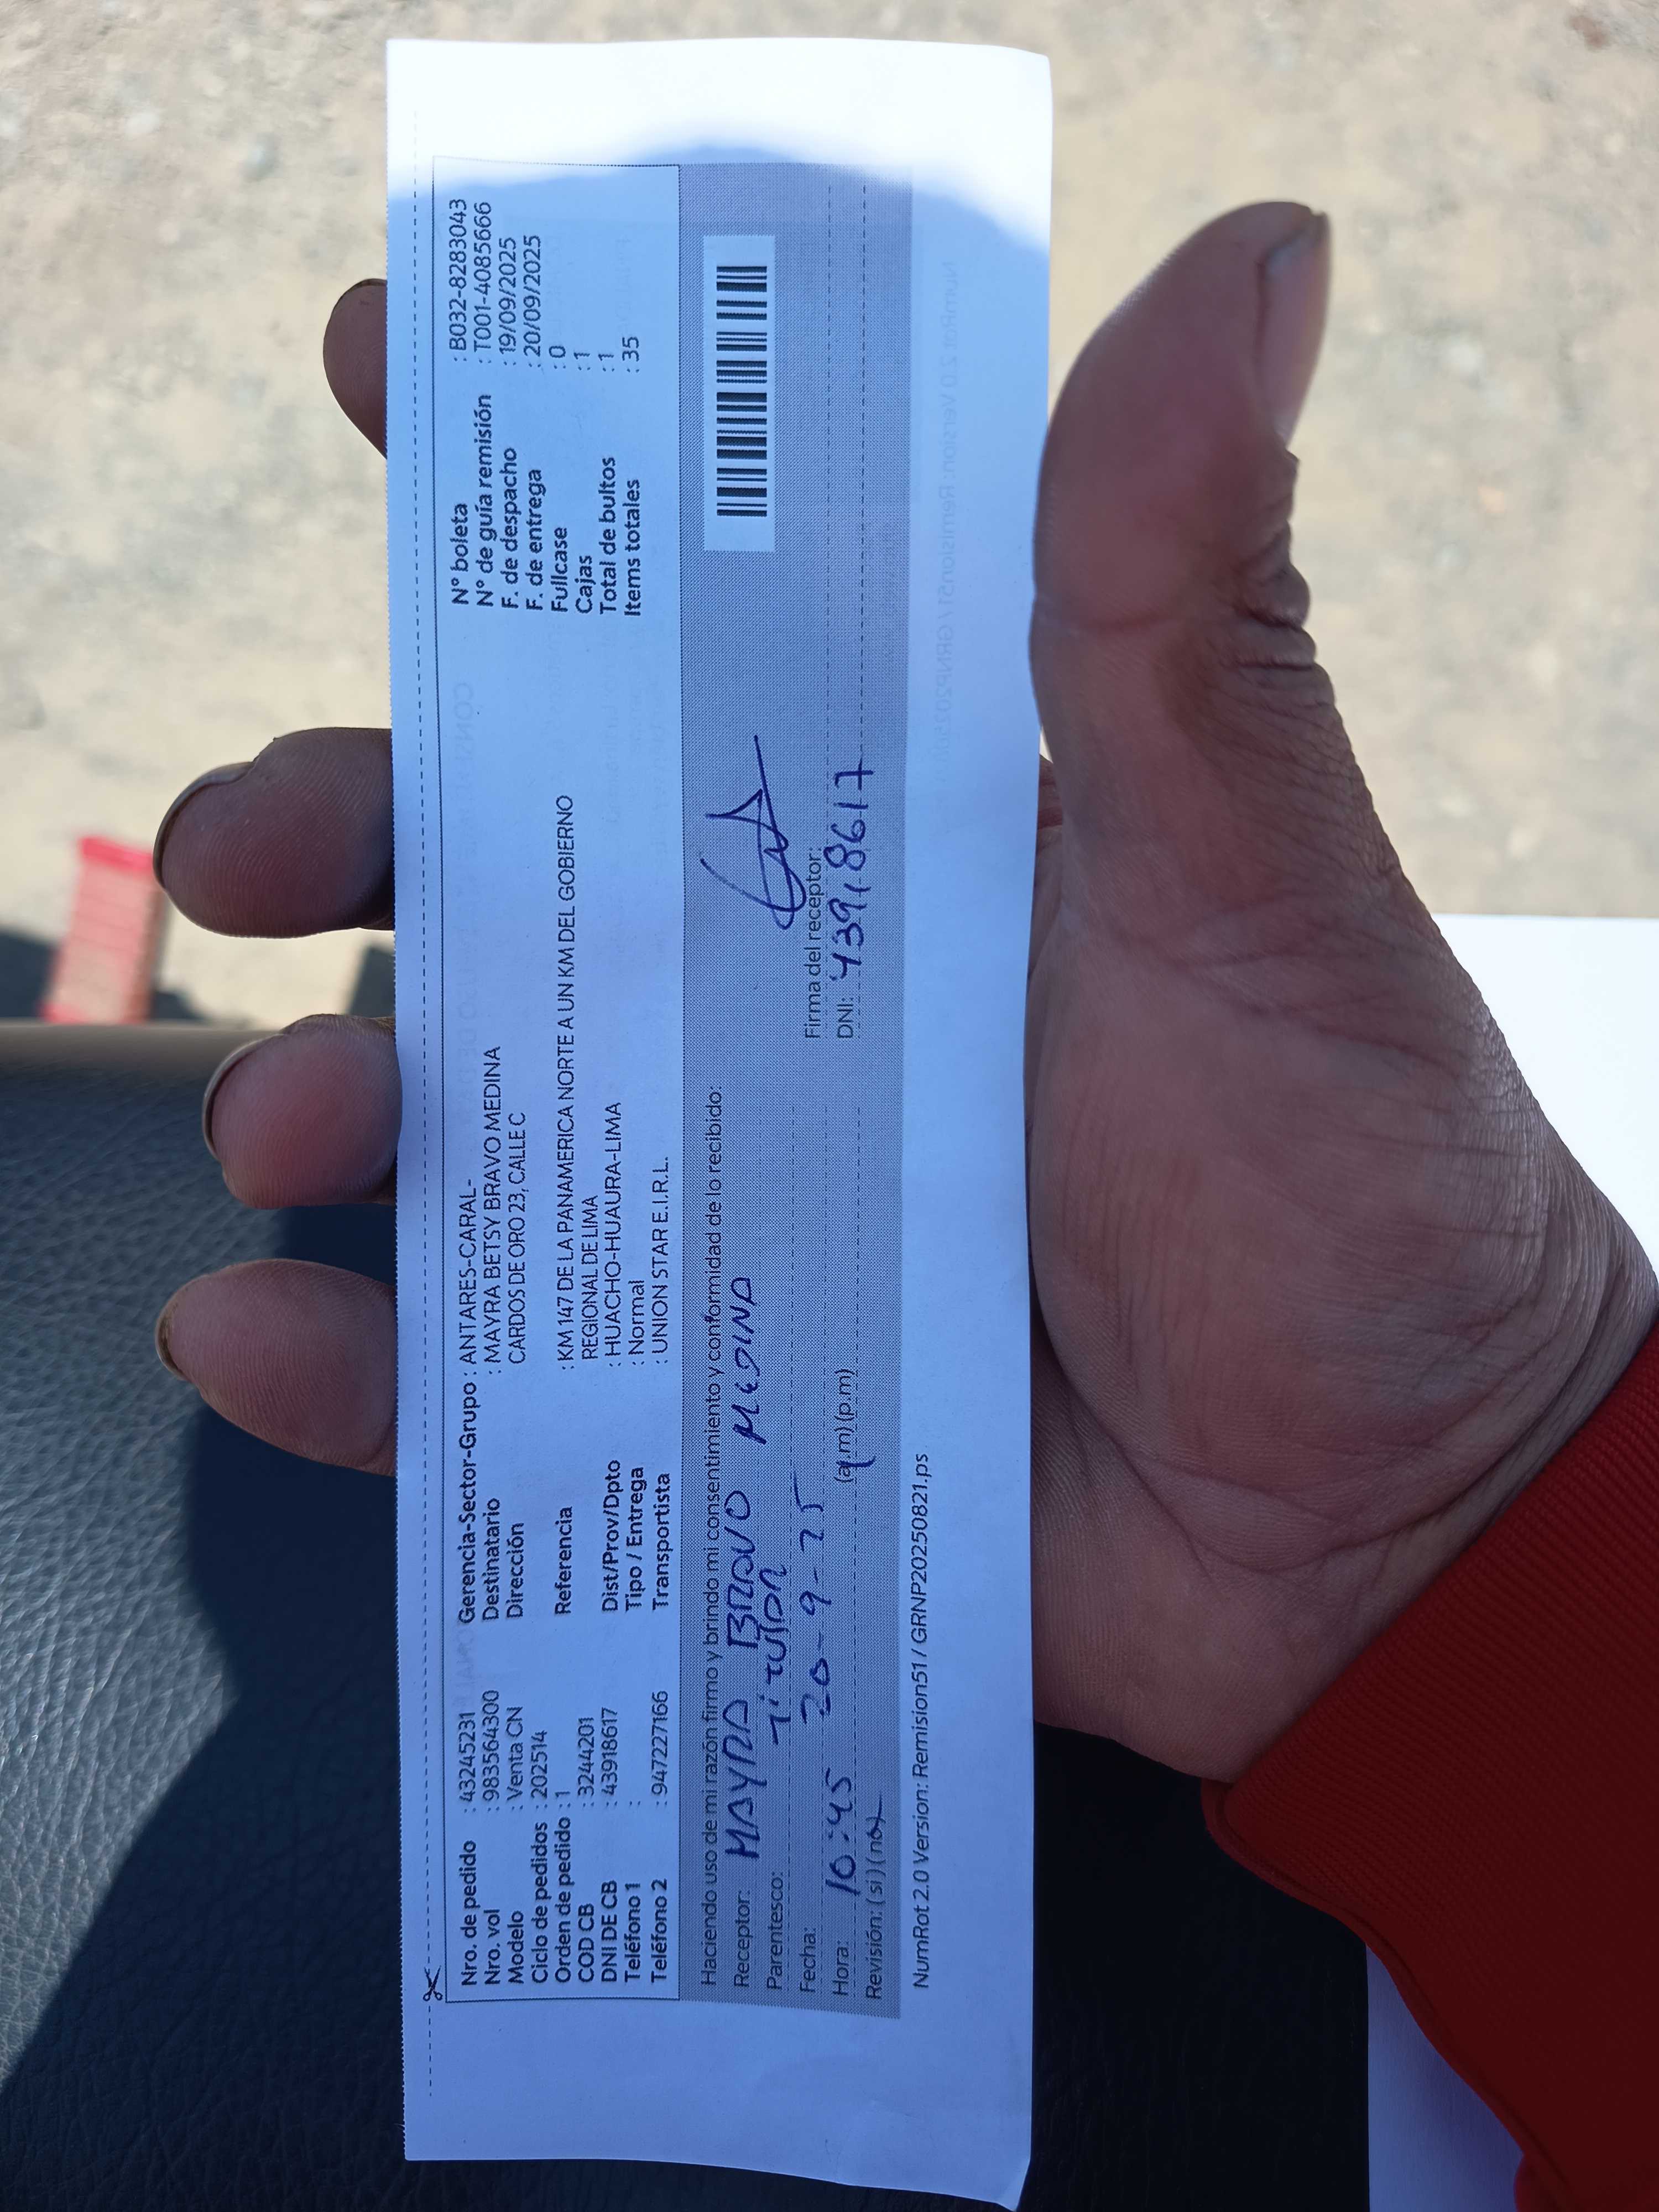 Nro. de pedido : 43245231 Gerencia-Sector-Grupo : ANTARES-CARAL- N° boleta : B032-8283043
Nro. vol : 983564300 Destinatario : MAYRA BETSY BRAVO MEDINA N° de guía remisión : T001-4085666
Modelo : Venta CN Dirección CARDOS DE ORO 23, CALLE C F. de despacho : 19/09/2025
Ciclo de pedidos : 202514 F. de entrega : 20/09/2025
Orden de pedido : 1 Referencia : KM 147 DE LA PANAMERICA NORTE A UN KM DEL GOBIERNO Fullcase : 0
COD CB : 3244201 REGIONAL DE LIMA Cajas : 1
DNI DE CB : 43918617 Dist/Prov/Dpto : HUACHO-HUAURA-LIMA Total de bultos : 1
Teléfono 1 : Tipo / Entrega : Normal Items totales : 35
Teléfono 2 : 947227166 Transportista : UNION STAR E.I.R.L.
Haciendo uso de mi razón firmo y brindo mi consentimiento y conformidad de lo recibido:
Receptor: MAYRA BRAVO MEDINA
Parentesco: TiTULAR
Fecha: 20-9-25 Firma del receptor:
Hora: 10:45 (a.m) (p.m) DNI: 43918617
Revisión: ( si ) ( no)
NumRot 2.0 Version: Remision51 / GRNP20250821.ps